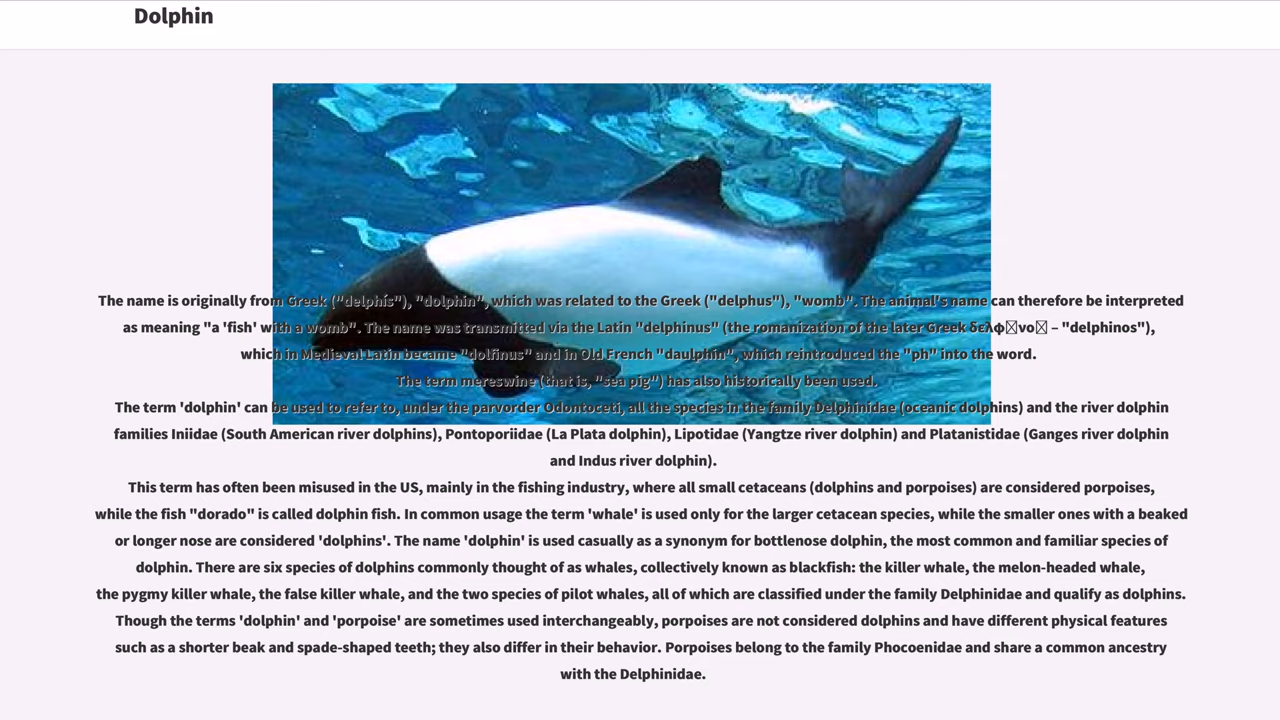 Dolphin
The name is originally from Greek ("delphís"), "dolphin", which was related to the Greek ("delphus"), "womb". The animal's name can therefore be interpreted
as meaning "a 'fish' with a womb". The name was transmitted via the Latin "delphinus" (the romanization of the later Greek δελφ□νο□ – "delphinos"),
which in Medieval Latin became "dolfinus" and in Old French "daulphin", which reintroduced the "ph" into the word.
The term mereswine (that is, "sea pig") has also historically been used.
The term 'dolphin' can be used to refer to, under the parvorder Odontoceti, all the species in the family Delphinidae (oceanic dolphins) and the river dolphin
families Iniidae (South American river dolphins), Pontoporiidae (La Plata dolphin), Lipotidae (Yangtze river dolphin) and Platanistidae (Ganges river dolphin
and Indus river dolphin).
This term has often been misused in the US, mainly in the fishing industry, where all small cetaceans (dolphins and porpoises) are considered porpoises,
while the fish "dorado" is called dolphin fish. In common usage the term 'whale' is used only for the larger cetacean species, while the smaller ones with a beaked
or longer nose are considered 'dolphins'. The name 'dolphin' is used casually as a synonym for bottlenose dolphin, the most common and familiar species of
dolphin. There are six species of dolphins commonly thought of as whales, collectively known as blackfish: the killer whale, the melon-headed whale,
the pygmy killer whale, the false killer whale, and the two species of pilot whales, all of which are classified under the family Delphinidae and qualify as dolphins.
Though the terms 'dolphin' and 'porpoise' are sometimes used interchangeably, porpoises are not considered dolphins and have different physical features
such as a shorter beak and spade-shaped teeth; they also differ in their behavior. Porpoises belong to the family Phocoenidae and share a common ancestry
with the Delphinidae.